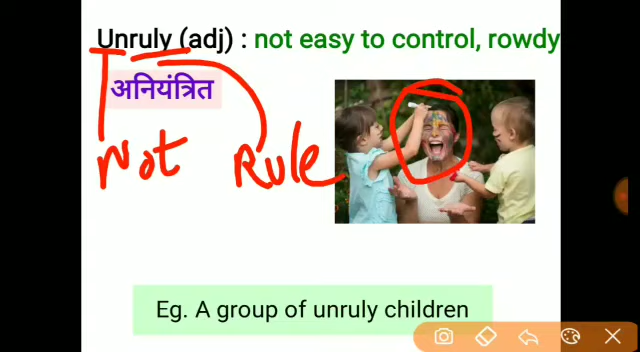 Unruly (adj) : not easy to control, rowdy
अनियंत्रित
Not Rule
Eg. A group of unruly children